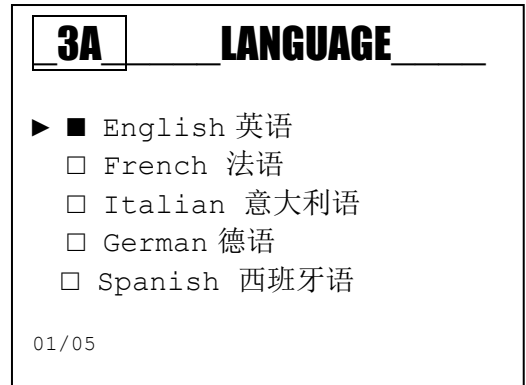 3A LANGUAGE
► ■ English 英语
□ French 法语
□ Italian 意大利语
□ German 德语
□ Spanish 西班牙语
01/05